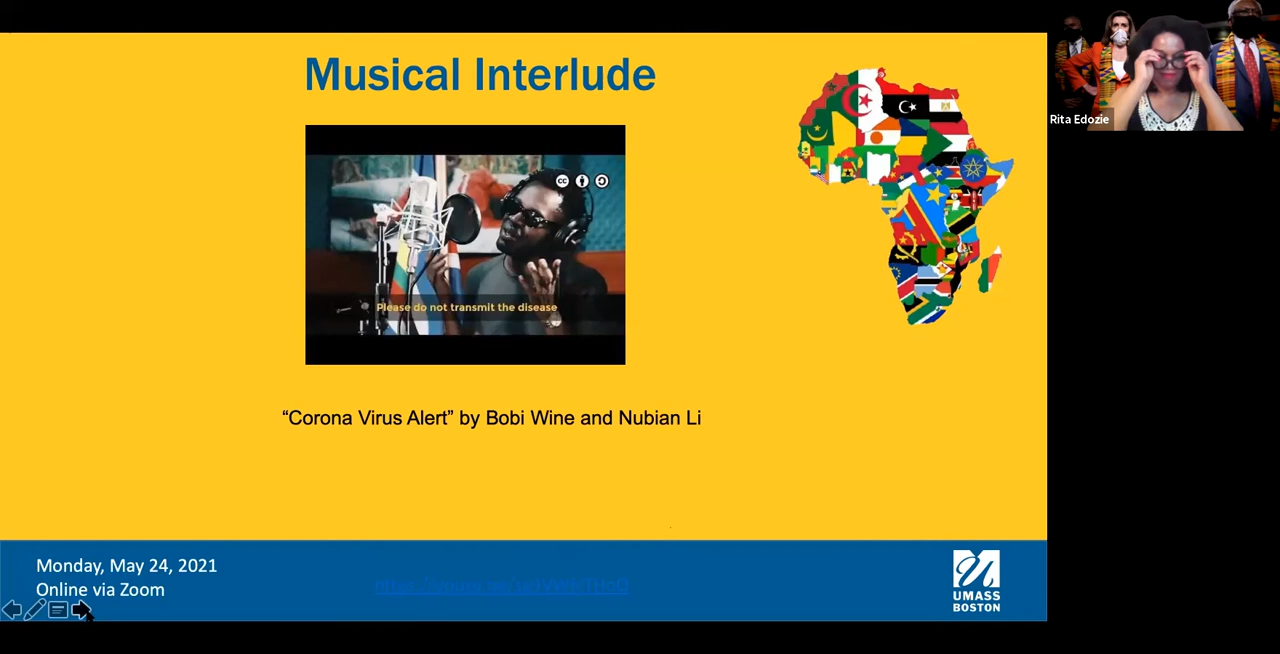 Musical Interlude
Rita Edozie
Please do not transmit the disease
“Corona Virus Alert” by Bobi Wine and Nubian Li
Monday, May 24, 2021
Online via Zoom
UMASS
BOSTON